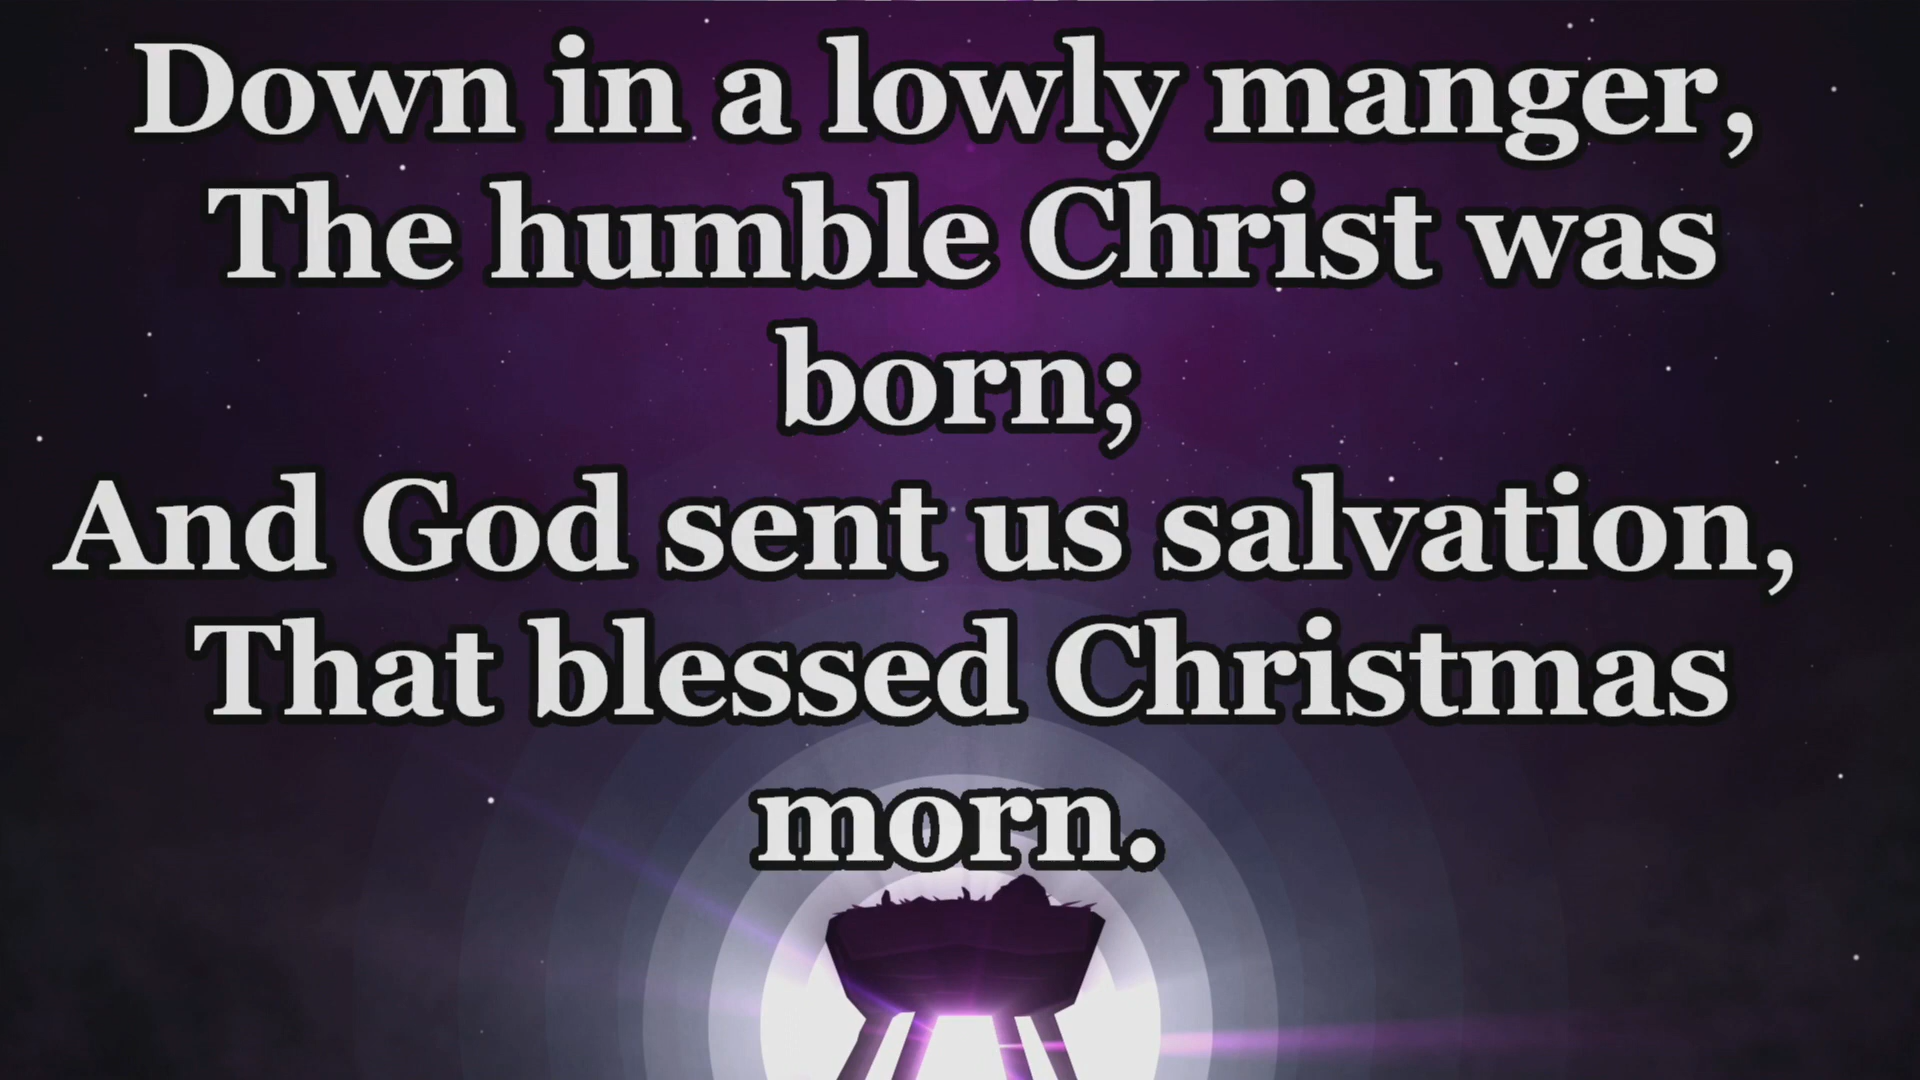 Down in a lowly manger,
The humble Christ was
born;
And God sent us salvation,
That blessed Christmas
morn.